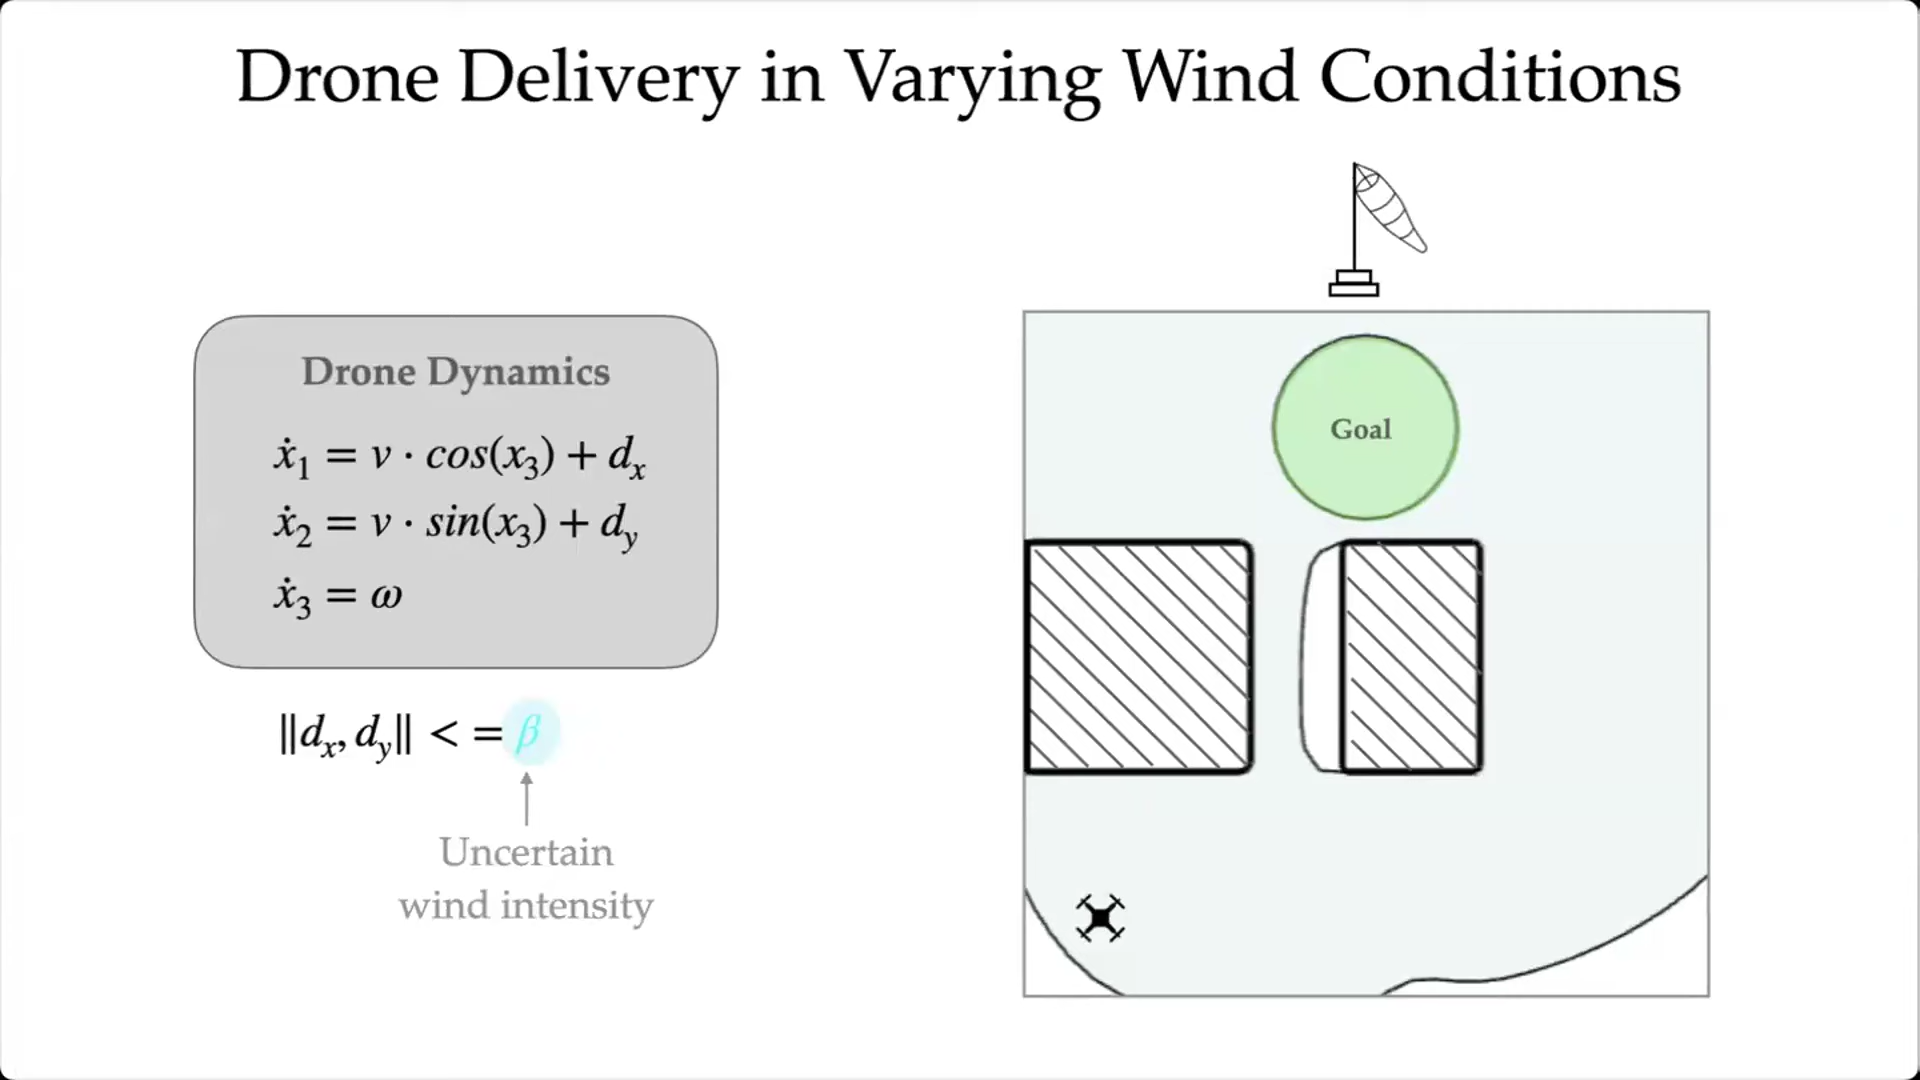 Drone Delivery in Varying Wind Conditions
Drone Dynamics
ẋ₁ = v · cos(x₃) + dₓ
ẋ₂ = v · sin(x₃) + d_y
ẋ₃ = ω
||dₓ, d_y|| < = β
Uncertain
wind intensity
Goal